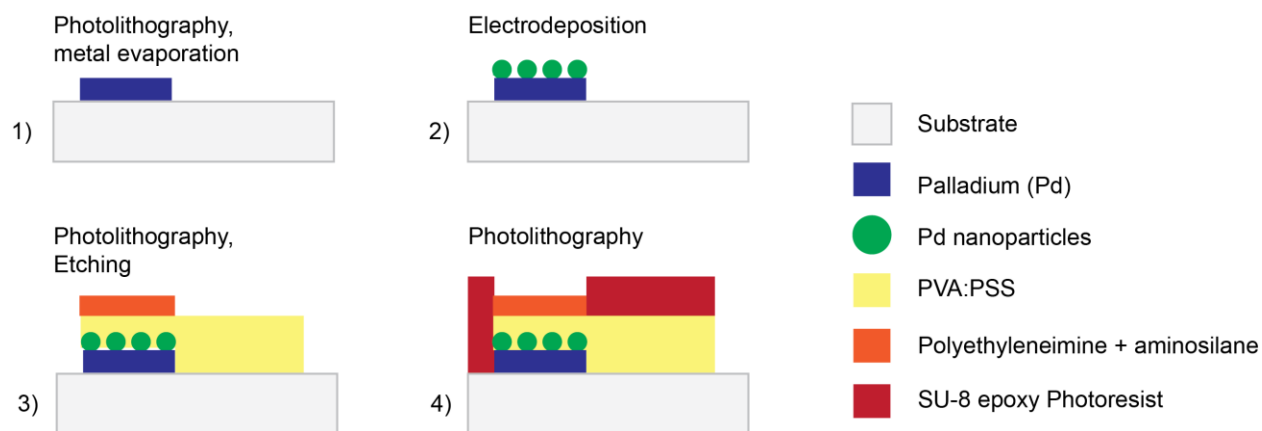 Photolithography,
metal evaporation
1)
Electrodeposition
2)
Photolithography,
Etching
3)
Photolithography
4)
Substrate
Palladium (Pd)
Pd nanoparticles
PVA:PSS
Polyethyleneimine + aminosilane
SU-8 epoxy Photoresist